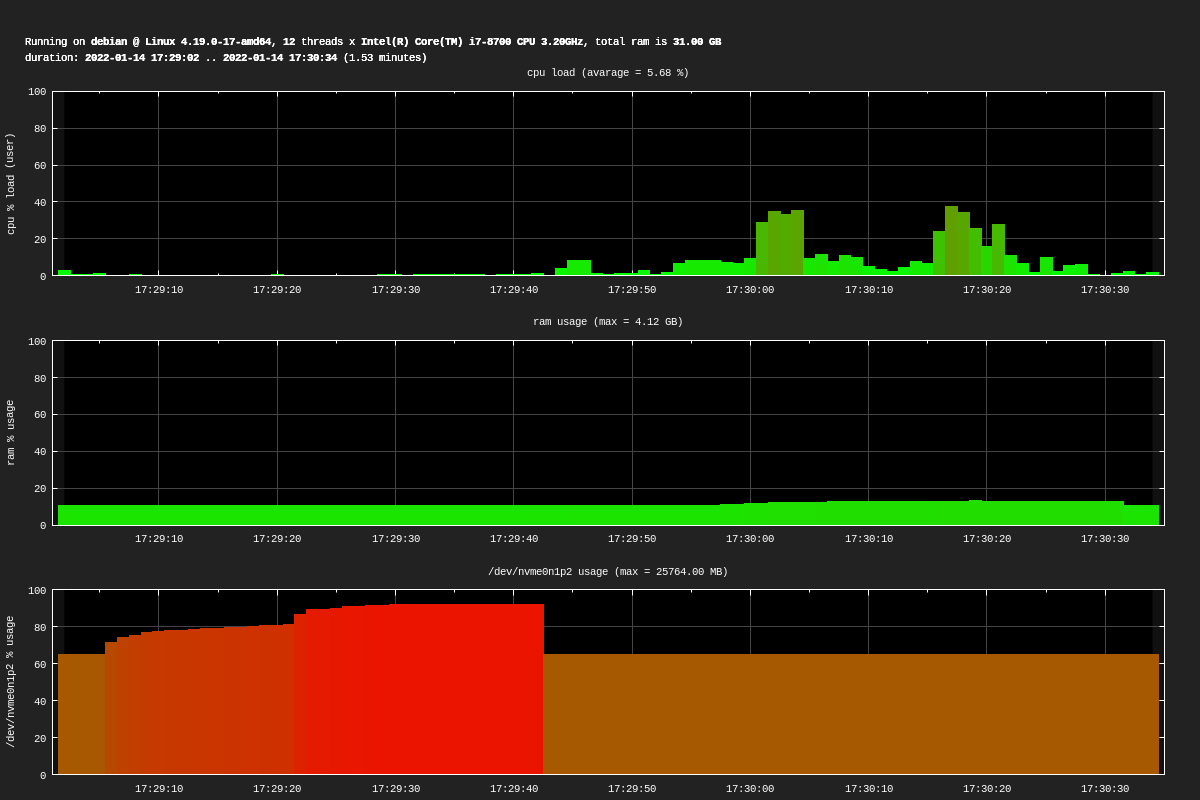 Running on debian @ Linux 4.19.0-17-amd64, 12 threads x Intel(R) Core(TM) i7-8700 CPU 3.20GHz, total ram is 31.00 GB
duration: 2022-01-14 17:29:02 .. 2022-01-14 17:30:34 (1.53 minutes)
cpu load (avarage = 5.68 %)
cpu % load (user)
100
80
60
40
20
0
17:29:10 17:29:20 17:29:30 17:29:40 17:29:50 17:30:00 17:30:10 17:30:20 17:30:30
ram usage (max = 4.12 GB)
ram % usage
100
80
60
40
20
0
17:29:10 17:29:20 17:29:30 17:29:40 17:29:50 17:30:00 17:30:10 17:30:20 17:30:30
/dev/nvme0n1p2 usage (max = 25764.00 MB)
/dev/nvme0n1p2 % usage
100
80
60
40
20
0
17:29:10 17:29:20 17:29:30 17:29:40 17:29:50 17:30:00 17:30:10 17:30:20 17:30:30